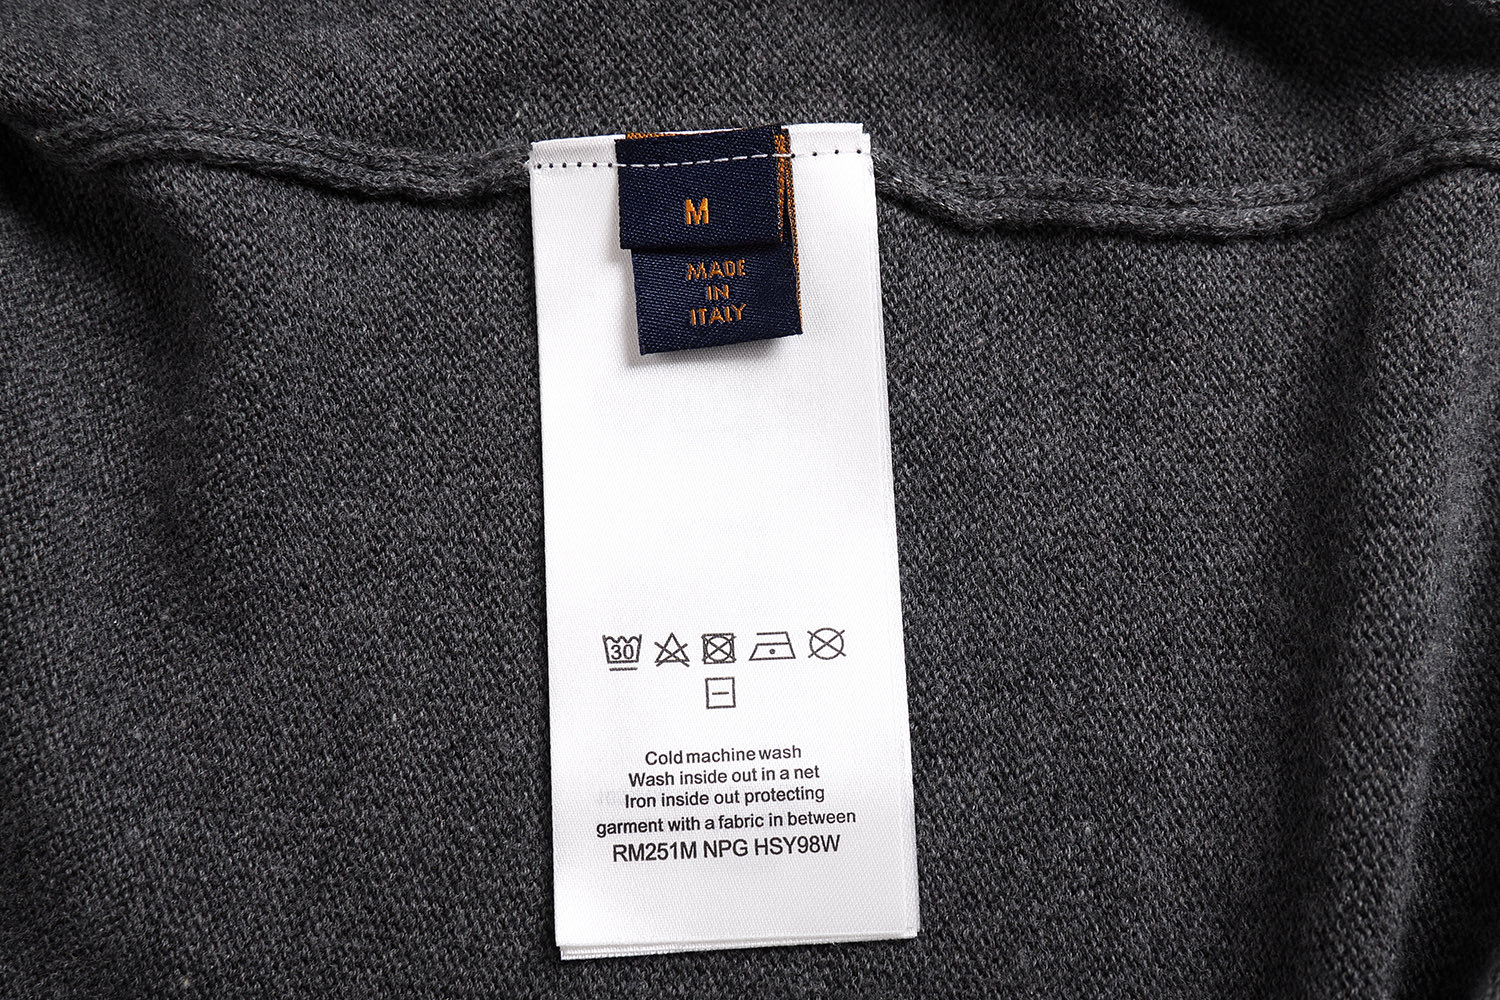 M
MADE
IN
ITALY
30
Cold machine wash
Wash inside out in a net
Iron inside out protecting
garment with a fabric in between
RM251M NPG HSY98W